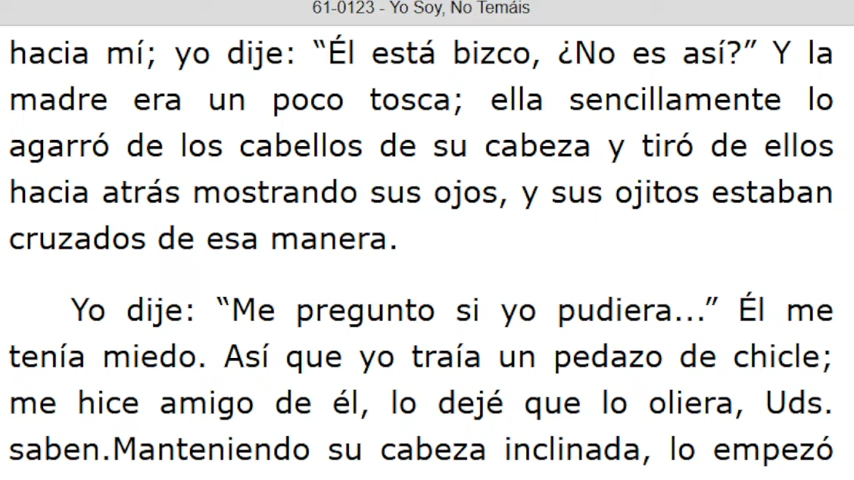 61-0123 - Yo Soy, No Temáis
hacia mí; yo dije: “Él está bizco, ¿No es así?” Y la
madre era un poco tosca; ella sencillamente lo
agarró de los cabellos de su cabeza y tiró de ellos
hacia atrás mostrando sus ojos, y sus ojitos estaban
cruzados de esa manera.
Yo dije: “Me pregunto si yo pudiera...” Él me
tenía miedo. Así que yo traía un pedazo de chicle;
me hice amigo de él, lo dejé que lo oliera, Uds.
saben.Manteniendo su cabeza inclinada, lo empezó